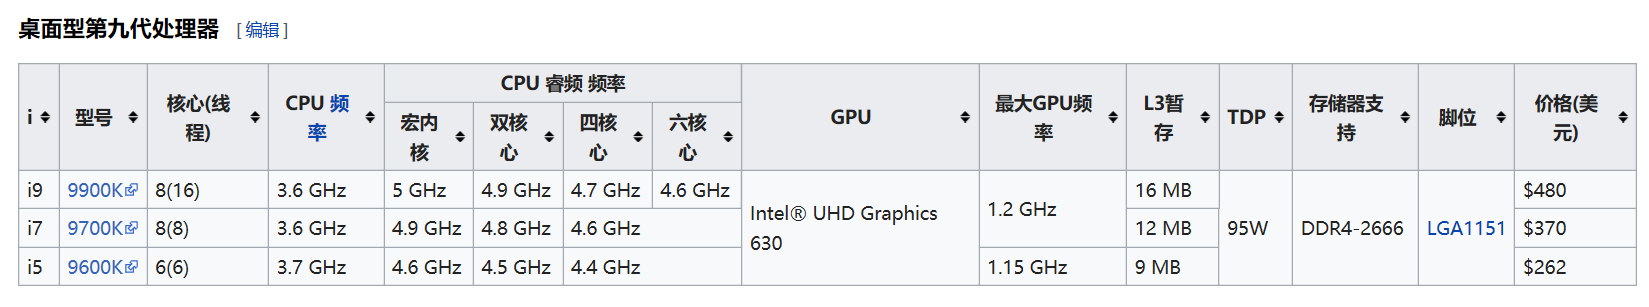 桌面型第九代处理器 [编辑]
i 型号 核心(线程) CPU 频率 CPU 睿频 频率 GPU 最大GPU频率 L3暂存 TDP 存储器支持 脚位 价格(美元)
宏内核 双核心 四核心 六核心
i9 9900K 8(16) 3.6 GHz 5 GHz 4.9 GHz 4.7 GHz 4.6 GHz Intel® UHD Graphics 630 1.2 GHz 16 MB 95W DDR4-2666 LGA1151 $480
i7 9700K 8(8) 3.6 GHz 4.9 GHz 4.8 GHz 4.6 GHz 12 MB $370
i5 9600K 6(6) 3.7 GHz 4.6 GHz 4.5 GHz 4.4 GHz 1.15 GHz 9 MB $262